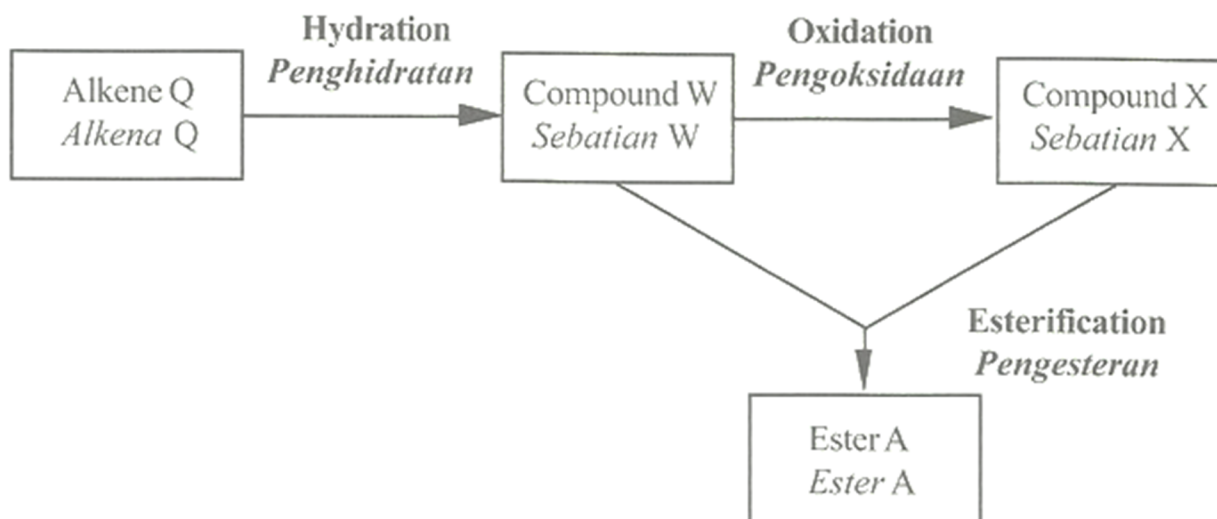 Hydration
Penghidratan
Oxidation
Pengoksidaan
Alkene Q
Alkena Q
Compound W
Sebatian W
Compound X
Sebatian X
Esterification
Pengesteran
Ester A
Ester A